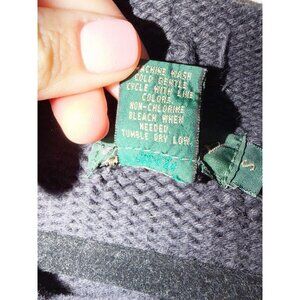 MACHINE WASH
COLD GENTLE
CYCLE WITH LIKE
COLORS.
NON-CHLORINE
BLEACH WHEN
NEEDED.
TUMBLE DRY LOW.
S